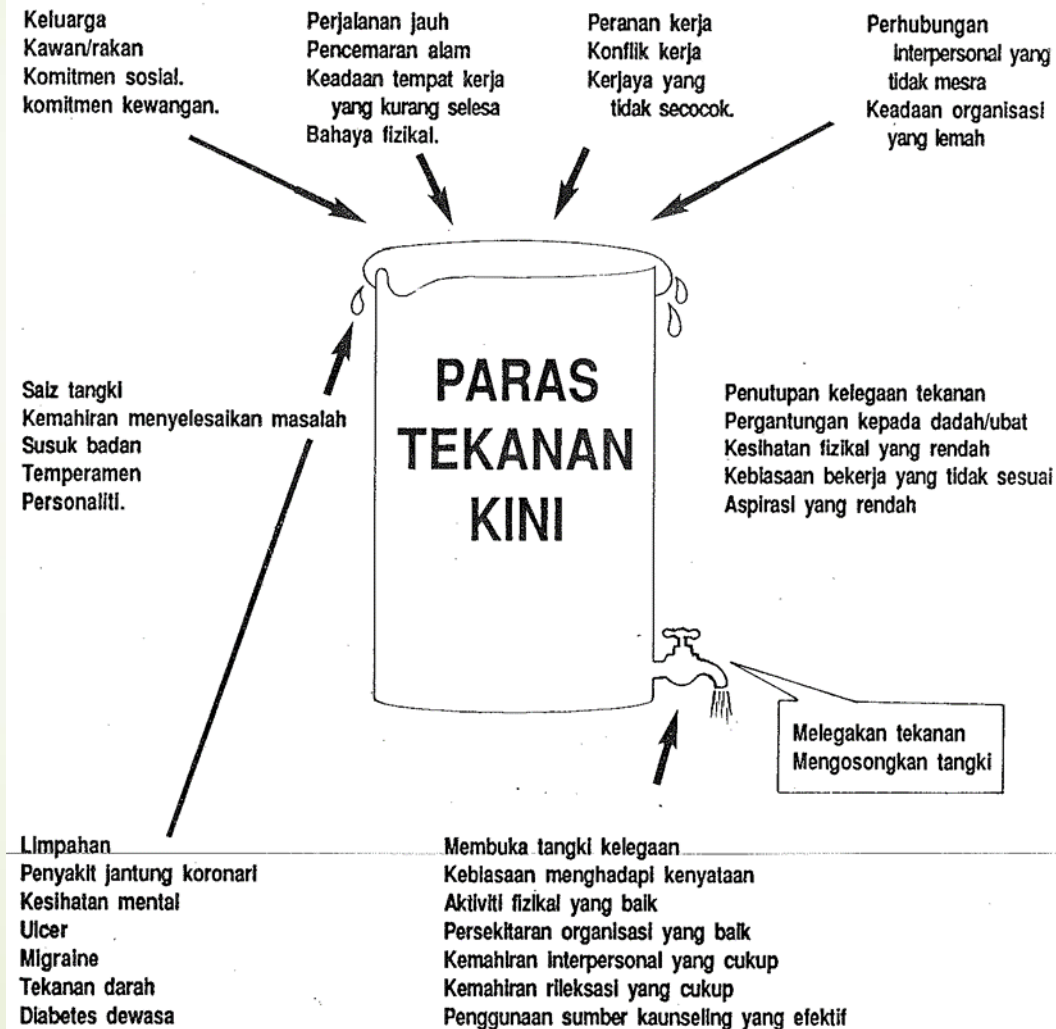 Keluarga
Kawan/rakan
Komitmen sosial.
komitmen kewangan.
Perjalanan jauh
Pencemaran alam
Keadaan tempat kerja
yang kurang selesa
Bahaya fizikal.
Peranan kerja
Konflik kerja
Kerjaya yang
tidak secocok.
Perhubungan
interpersonal yang
tidak mesra
Keadaan organisasi
yang lemah
PARAS
TEKANAN
KINI
Saiz tangki
Kemahiran menyelesaikan masalah
Susuk badan
Temperamen
Personaliti.
Penutupan kelegaan tekanan
Pergantungan kepada dadah/ubat
Kesihatan fizikal yang rendah
Kebiasaan bekerja yang tidak sesuai
Aspirasi yang rendah
Melegakan tekanan
Mengosongkan tangki
Limpahan
Penyakit jantung koronari
Kesihatan mental
Ulcer
Migraine
Tekanan darah
Diabetes dewasa
Membuka tangki kelegaan
Kebiasaan menghadapi kenyataan
Aktiviti fizikal yang baik
Persekitaran organisasi yang baik
Kemahiran interpersonal yang cukup
Kemahiran rileksasi yang cukup
Penggunaan sumber kaunseling yang efektif